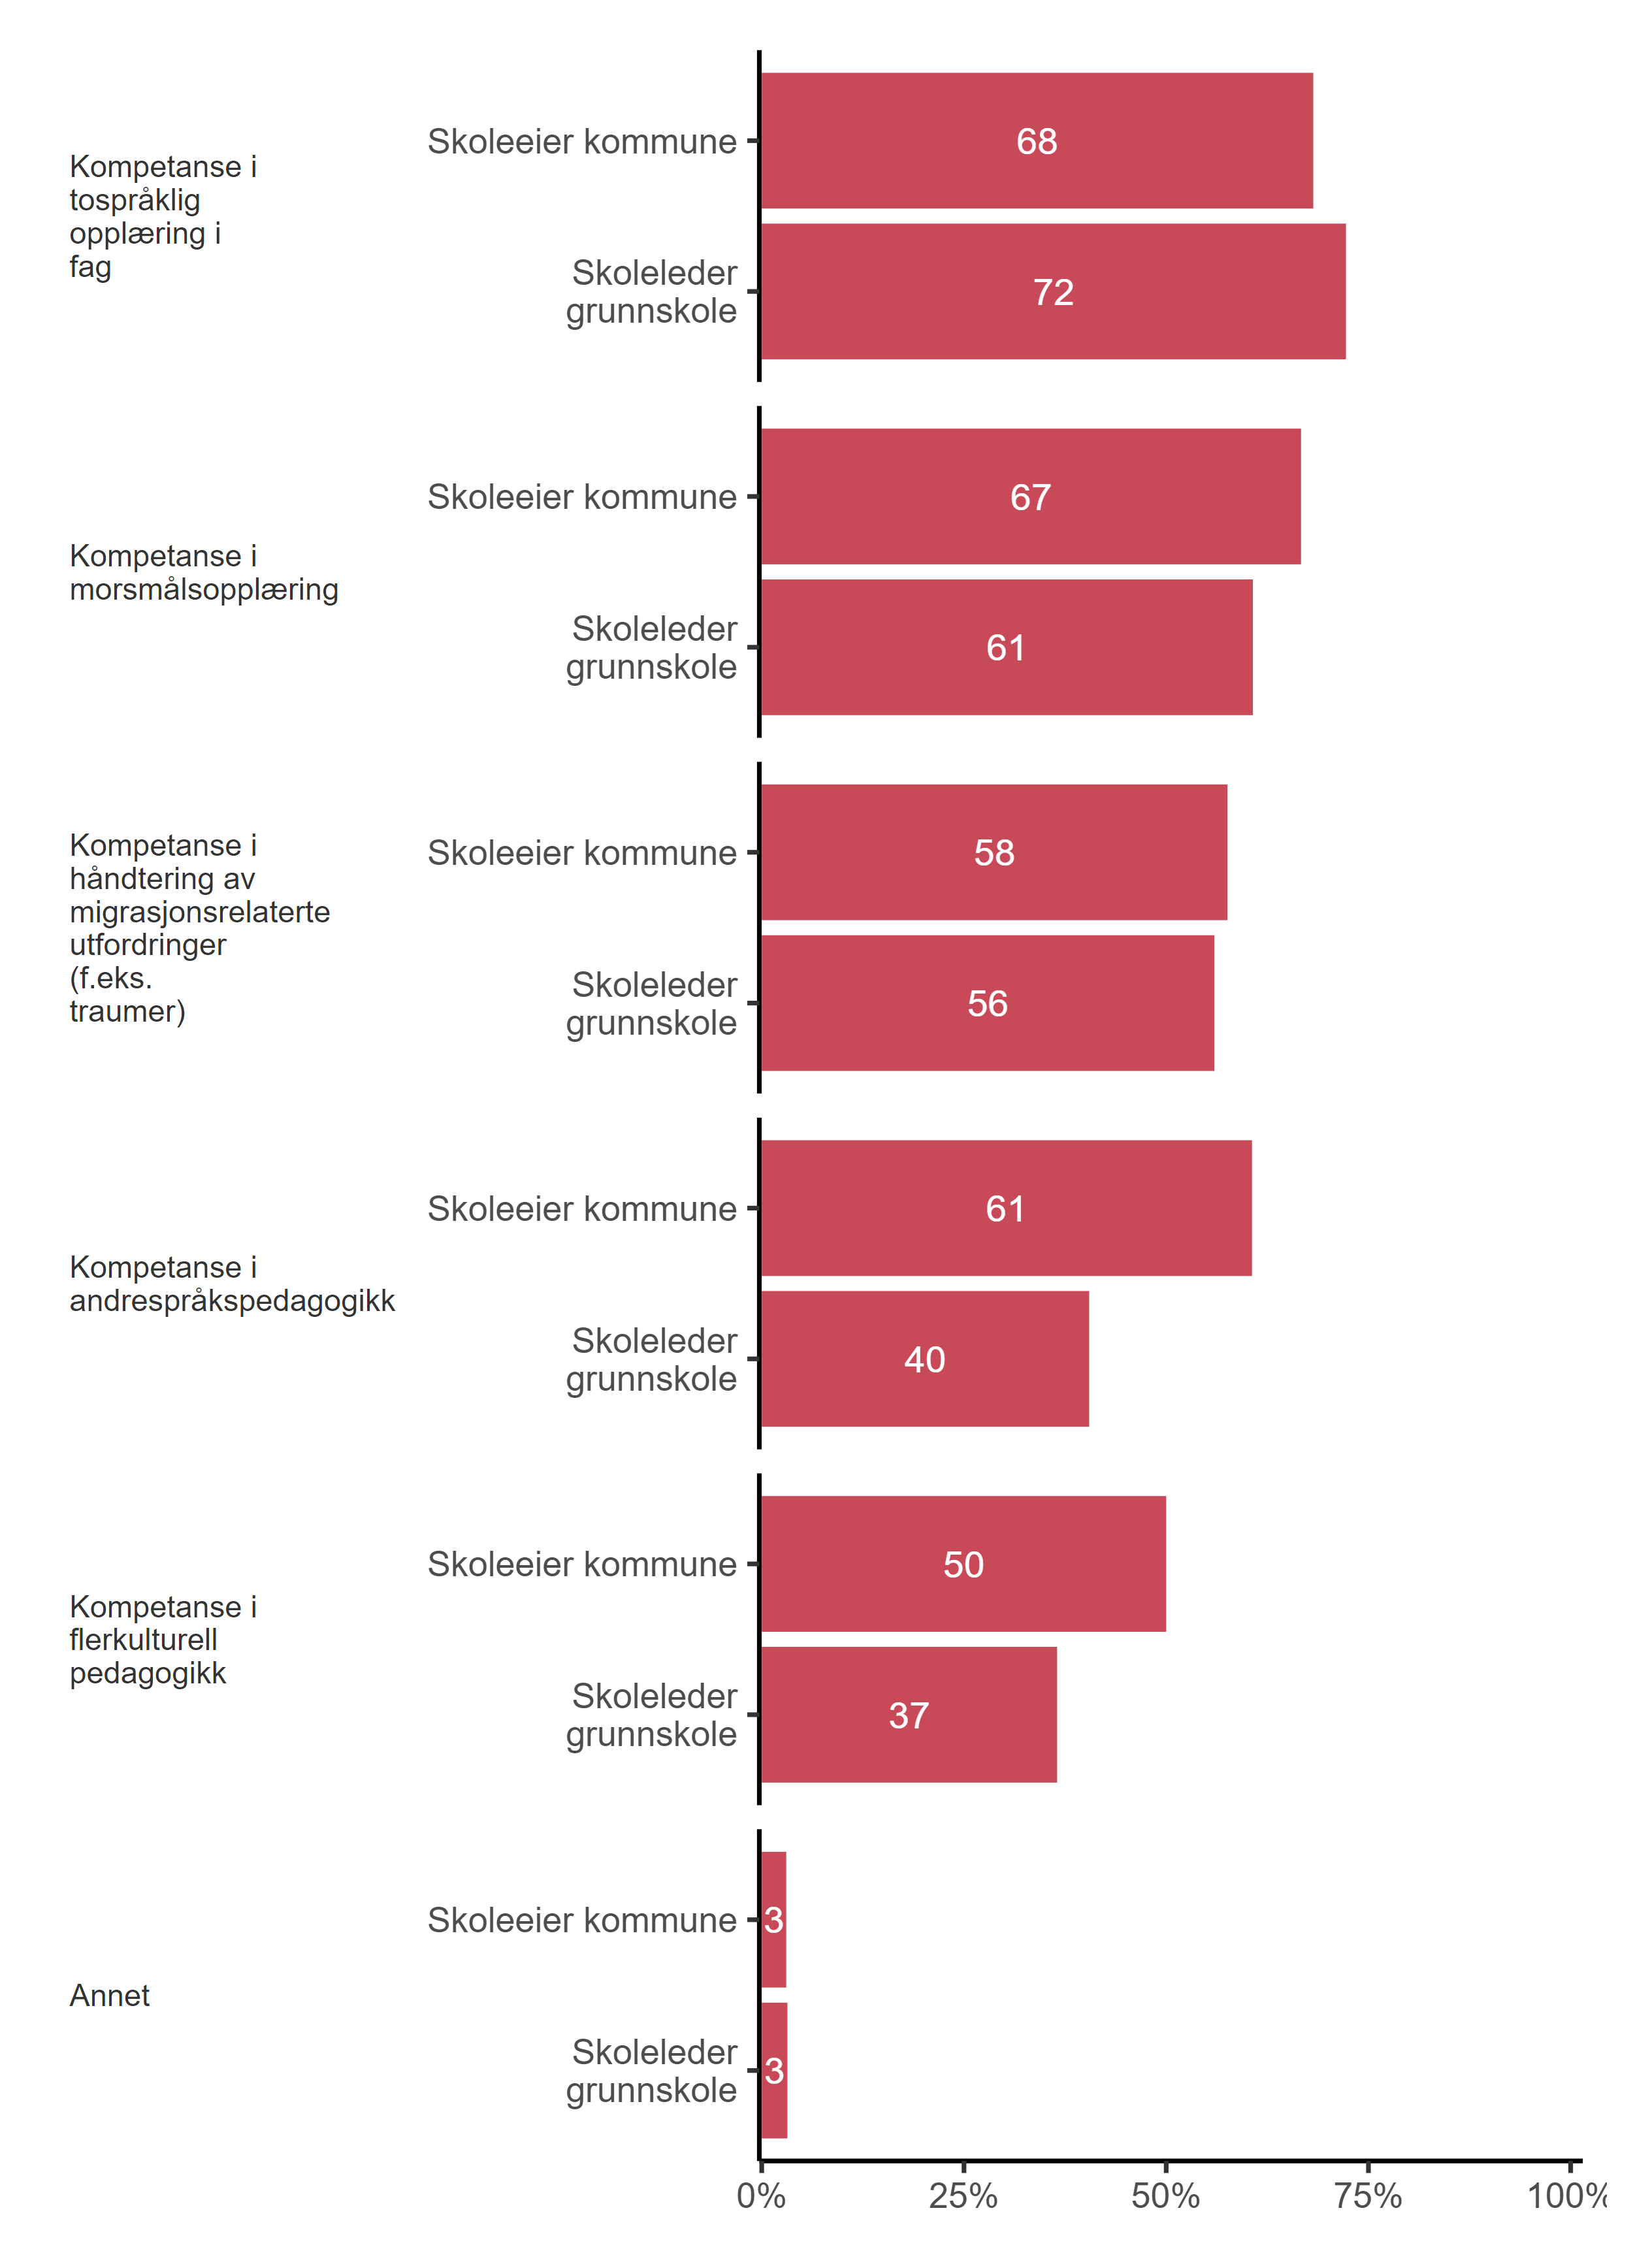 Kompetanse i
tospråklig
opplæring i
fag
Skoleeier kommune
68
Skoleleder
grunnskole
72
Kompetanse i
morsmålsopplæring
Skoleeier kommune
67
Skoleleder
grunnskole
61
Kompetanse i
håndtering av
migrasjonsrelaterte
utfordringer
(f.eks.
traumer)
Skoleeier kommune
58
Skoleleder
grunnskole
56
Kompetanse i
andrespråkspedagogikk
Skoleeier kommune
61
Skoleleder
grunnskole
40
Kompetanse i
flerkulturell
pedagogikk
Skoleeier kommune
50
Skoleleder
grunnskole
37
Annet
Skoleeier kommune
3
Skoleleder
grunnskole
3
0% 25% 50% 75% 100%